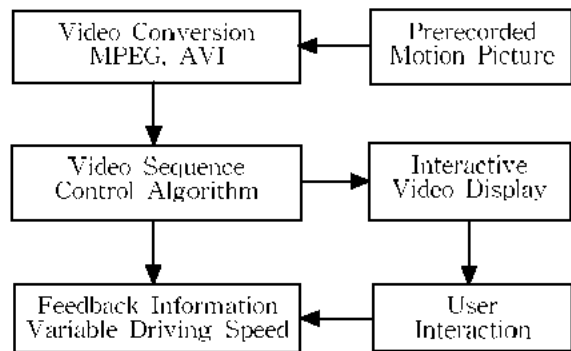 Video Conversion
MPEG, AVI
Prerecorded
Motion Picture
Video Sequence
Control Algorithm
Interactive
Video Display
Feedback Information
Variable Driving Speed
User
Interaction